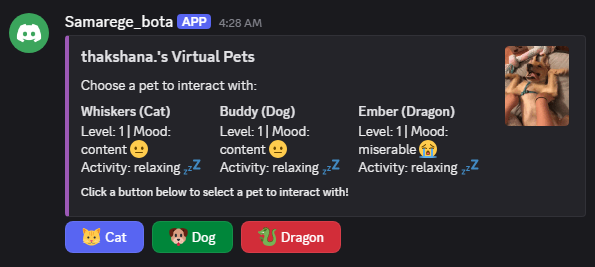 Samarege_bota APP 4:28 AM
thakshana.'s Virtual Pets
Choose a pet to interact with:
Whiskers (Cat)
Level: 1 | Mood:
content 😐
Activity: relaxing 💤
Buddy (Dog)
Level: 1 | Mood:
content 😐
Activity: relaxing 💤
Ember (Dragon)
Level: 1 | Mood:
miserable 😭
Activity: relaxing 💤
Click a button below to select a pet to interact with!
🐱 Cat
🐶 Dog
🐉 Dragon